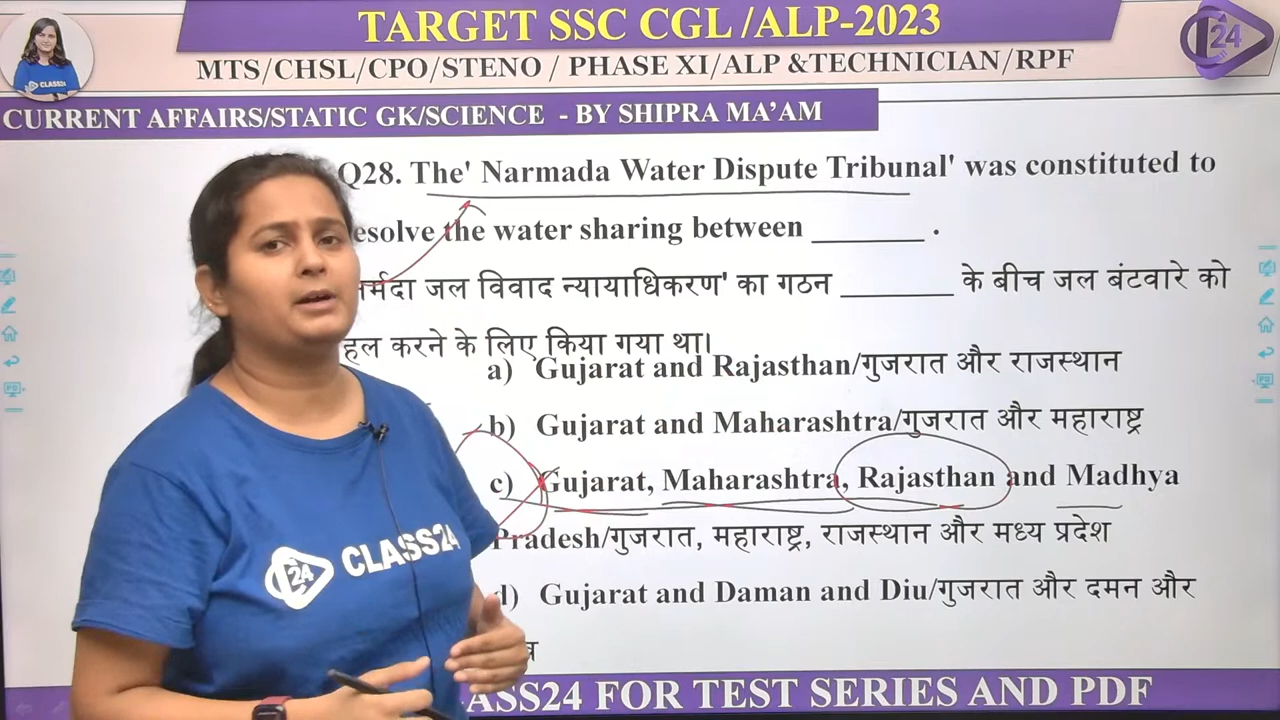 TARGET SSC CGL /ALP-2023
MTS/CHSL/CPO/STENO / PHASE XI/ALP &TECHNICIAN/RPF
CURRENT AFFAIRS/STATIC GK/SCIENCE - BY SHIPRA MA'AM
Q28. The' Narmada Water Dispute Tribunal' was constituted to
esolve the water sharing between ________ .
र्मदा जल विवाद न्यायाधिकरण' का गठन ________ के बीच जल बंटवारे को
हल करने के लिए किया गया था।
a) Gujarat and Rajasthan/गुजरात और राजस्थान
b) Gujarat and Maharashtra/गुजरात और महाराष्ट्र
c) Gujarat, Maharashtra, Rajasthan and Madhya
Pradesh/गुजरात, महाराष्ट्र, राजस्थान और मध्य प्रदेश
d) Gujarat and Daman and Diu/गुजरात और दमन और
24 CLASS24
ASS24 FOR TEST SERIES AND PDF
24
CLASS24